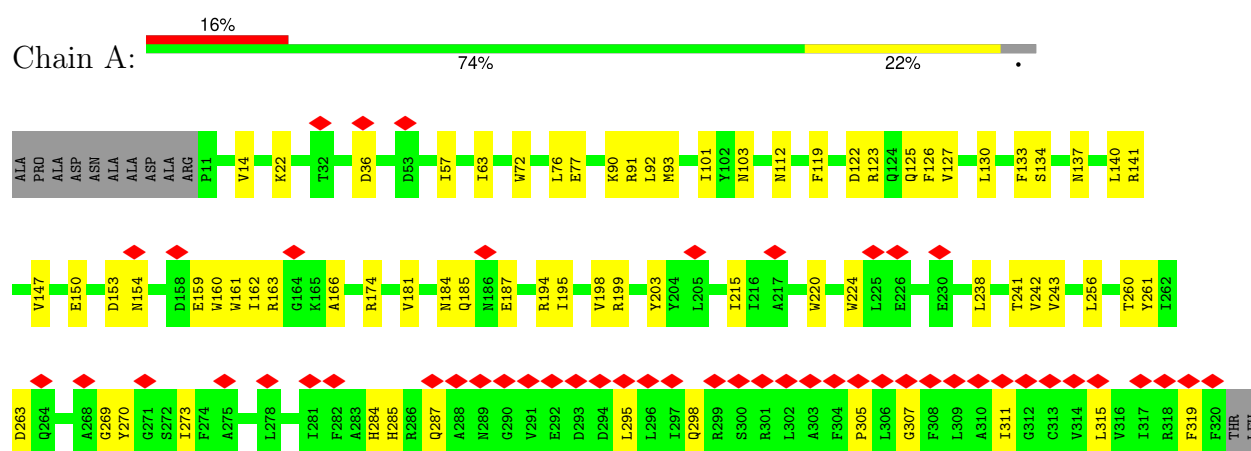 16%
Chain A:
74% 22% •
ALA PRO ALA ASP ASN ALA ALA ASP ALA ARG P11 V14 K22 T32 D36 D53 I57 I63 W72 L76 E77 K90 R91 L92 M93 I101 Y102 N103 N112 F119 D122 R123 Q124 Q125 F126 V127 L130 F133 S134 N137 L140 R141
V147 E150 D153 N154 D158 E159 W160 W161 I162 R163 G164 K165 A166 R174 V181 N184 Q185 N186 E187 R194 I195 V198 R199 Y203 Y204 L205 I215 I216 A217 W220 W224 L225 E226 E230 L238 T241 V242 V243 L256 T260 Y261 I262
D263 Q264 A268 G269 Y270 G271 S272 I273 F274 A275 L278 I281 F282 A283 H284 H285 R286 Q287 A288 N289 G290 V291 E292 D293 D294 L295 L296 I297 Q298 R299 S300 R301 L302 A303 F304 P305 L306 G307 F308 L309 A310 I311 G312 C313 V314 L315 V316 I317 R318 F319 F320 THR